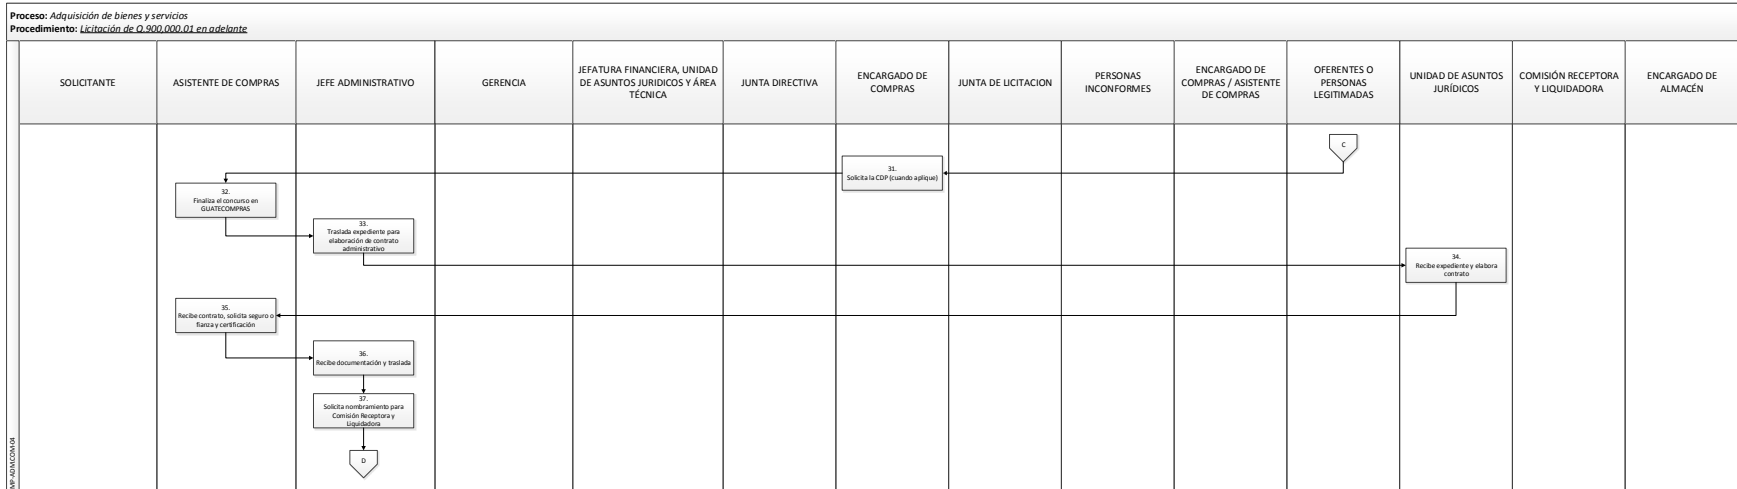 Proceso: Adquisición de bienes y servicios
Procedimiento: Licitación de Q.900,000.01 en adelante
SOLICITANTE
ASISTENTE DE COMPRAS
JEFE ADMINISTRATIVO
GERENCIA
JEFATURA FINANCIERA, UNIDAD
DE ASUNTOS JURIDICOS Y ÁREA
TÉCNICA
JUNTA DIRECTIVA
ENCARGADO DE
COMPRAS
JUNTA DE LICITACION
PERSONAS
INCONFORMES
ENCARGADO DE
COMPRAS / ASISTENTE
DE COMPRAS
OFERENTES O
PERSONAS
LEGITIMADAS
UNIDAD DE ASUNTOS
JURÍDICOS
COMISIÓN RECEPTORA
Y LIQUIDADORA
ENCARGADO DE
ALMACÉN
C
31.
Solicita la CDP (cuando aplique)
32.
Finaliza el concurso en
GUATECOMPRAS
33.
Traslada expediente para
elaboración de contrato
administrativo
34.
Recibe expediente y elabora
contrato
35.
Recibe contrato, solicita seguro o
fianza y certificación
36.
Recibe documentación y traslada
37.
Solicita nombramiento para
Comisión Receptora y
Liquidadora
D
MP-ADM.COM-04